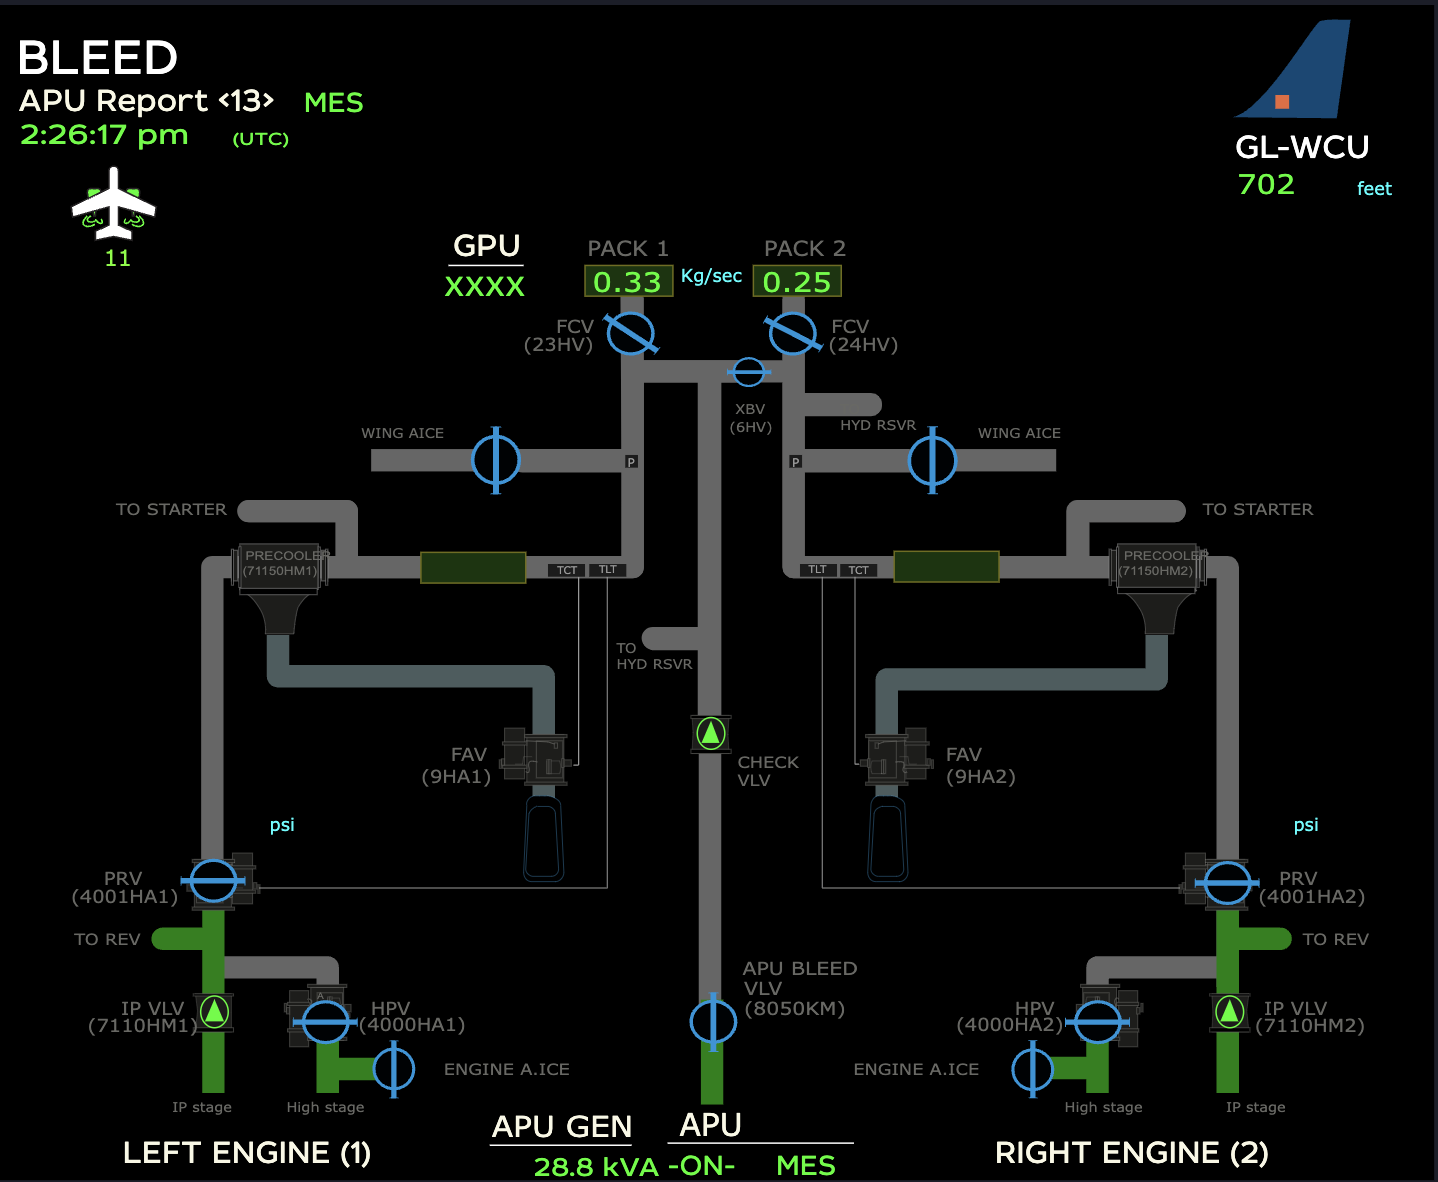 BLEED
APU Report <13> MES
2:26:17 pm (UTC)
11
GL-WCU
702 feet
GPU
XXXX
PACK 1
0.33
Kg/sec
PACK 2
0.25
FCV
(23HV)
FCV
(24HV)
XBV
(6HV)
HYD RSVR
WING AICE
WING AICE
P
P
TO STARTER
TO STARTER
PRECOOLER
(71150HM1)
TCT
TLT
TLT
TCT
PRECOOLER
(71150HM2)
TO
HYD RSVR
FAV
(9HA1)
CHECK
VLV
FAV
(9HA2)
psi
psi
PRV
(4001HA1)
PRV
(4001HA2)
TO REV
TO REV
APU BLEED
VLV
(8050KM)
IP VLV
(7110HM1)
A
HPV
(4000HA1)
HPV
(4000HA2)
IP VLV
(7110HM2)
ENGINE A.ICE
ENGINE A.ICE
IP stage
High stage
High stage
IP stage
LEFT ENGINE (1)
APU GEN
28.8 kVA
APU
-ON- MES
RIGHT ENGINE (2)